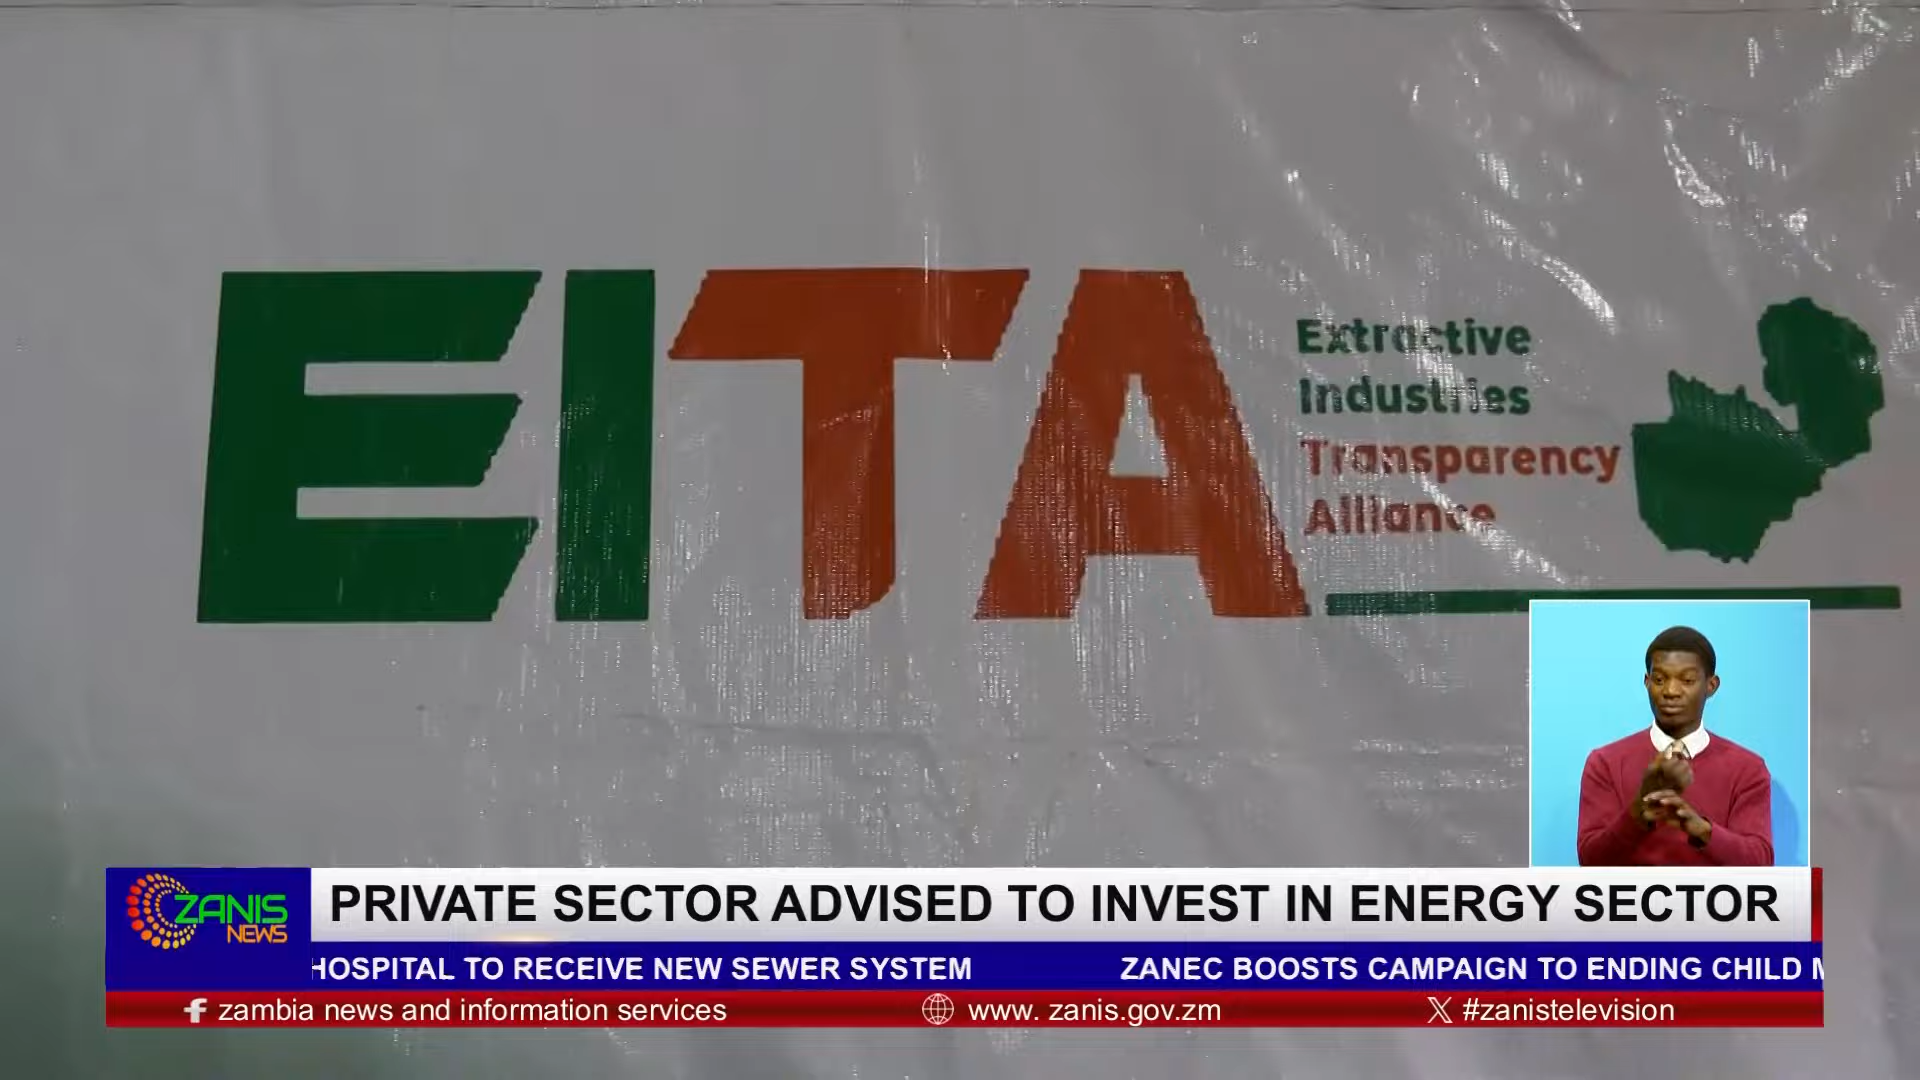 EITA
Extractive
Industries
Transparency
Alliance
ZANIS
NEWS
PRIVATE SECTOR ADVISED TO INVEST IN ENERGY SECTOR
HOSPITAL TO RECEIVE NEW SEWER SYSTEM ZANEC BOOSTS CAMPAIGN TO ENDING CHILD
zambia news and information services www. zanis.gov.zm #zanistelevision